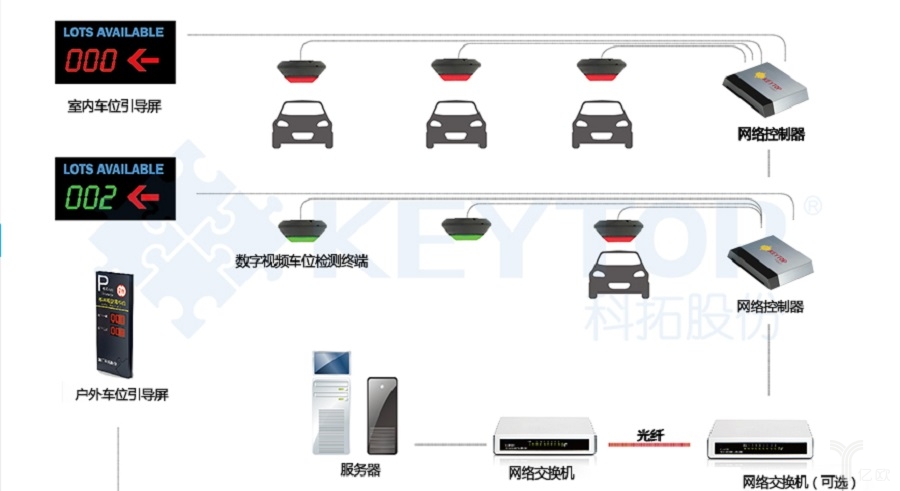 LOTS AVAILABLE
000
室内车位引导屏
KEYTOP
网络控制器
LOTS AVAILABLE
002
数字视频车位检测终端
KEYTOP®
科拓股份
KEYTOP
网络控制器
P
户外车位引导屏
服务器
网络交换机
光纤
网络交换机（可选）
亿欧